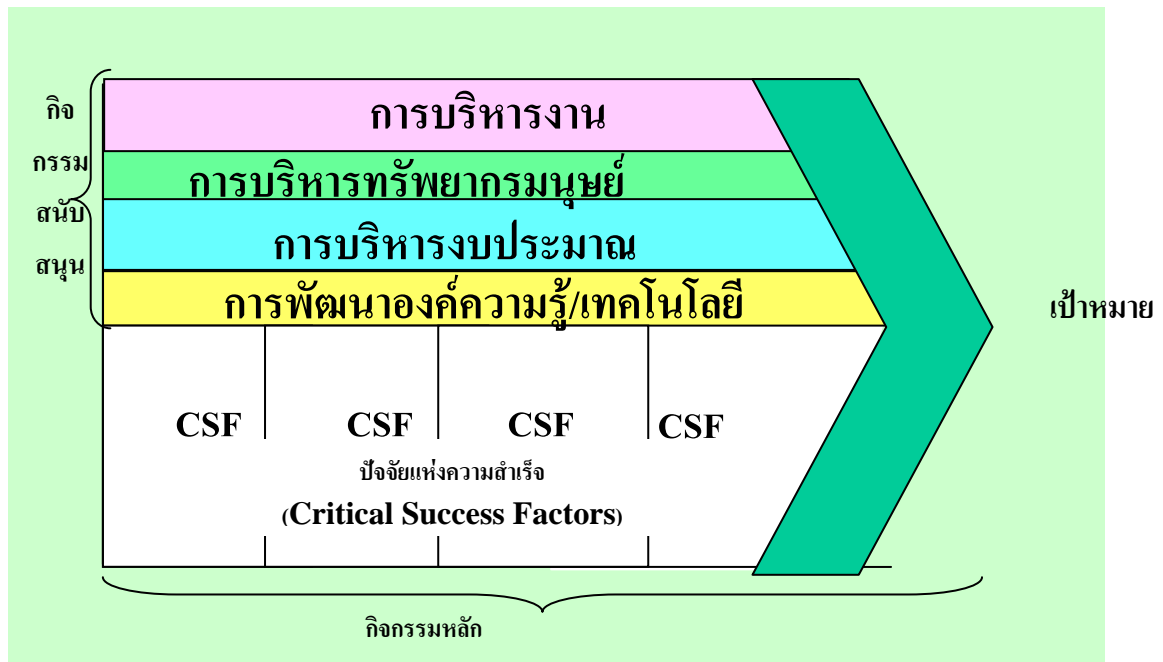 กิจ
กรรม
สนับ
สนุน
การบริหารงาน
การบริหารทรัพยากรมนุษย์
การบริหารงบประมาณ
การพัฒนาองค์ความรู้/เทคโนโลยี
เป้าหมาย
CSF CSF CSF CSF
ปัจจัยแห่งความสำเร็จ
(Critical Success Factors)
กิจกรรมหลัก